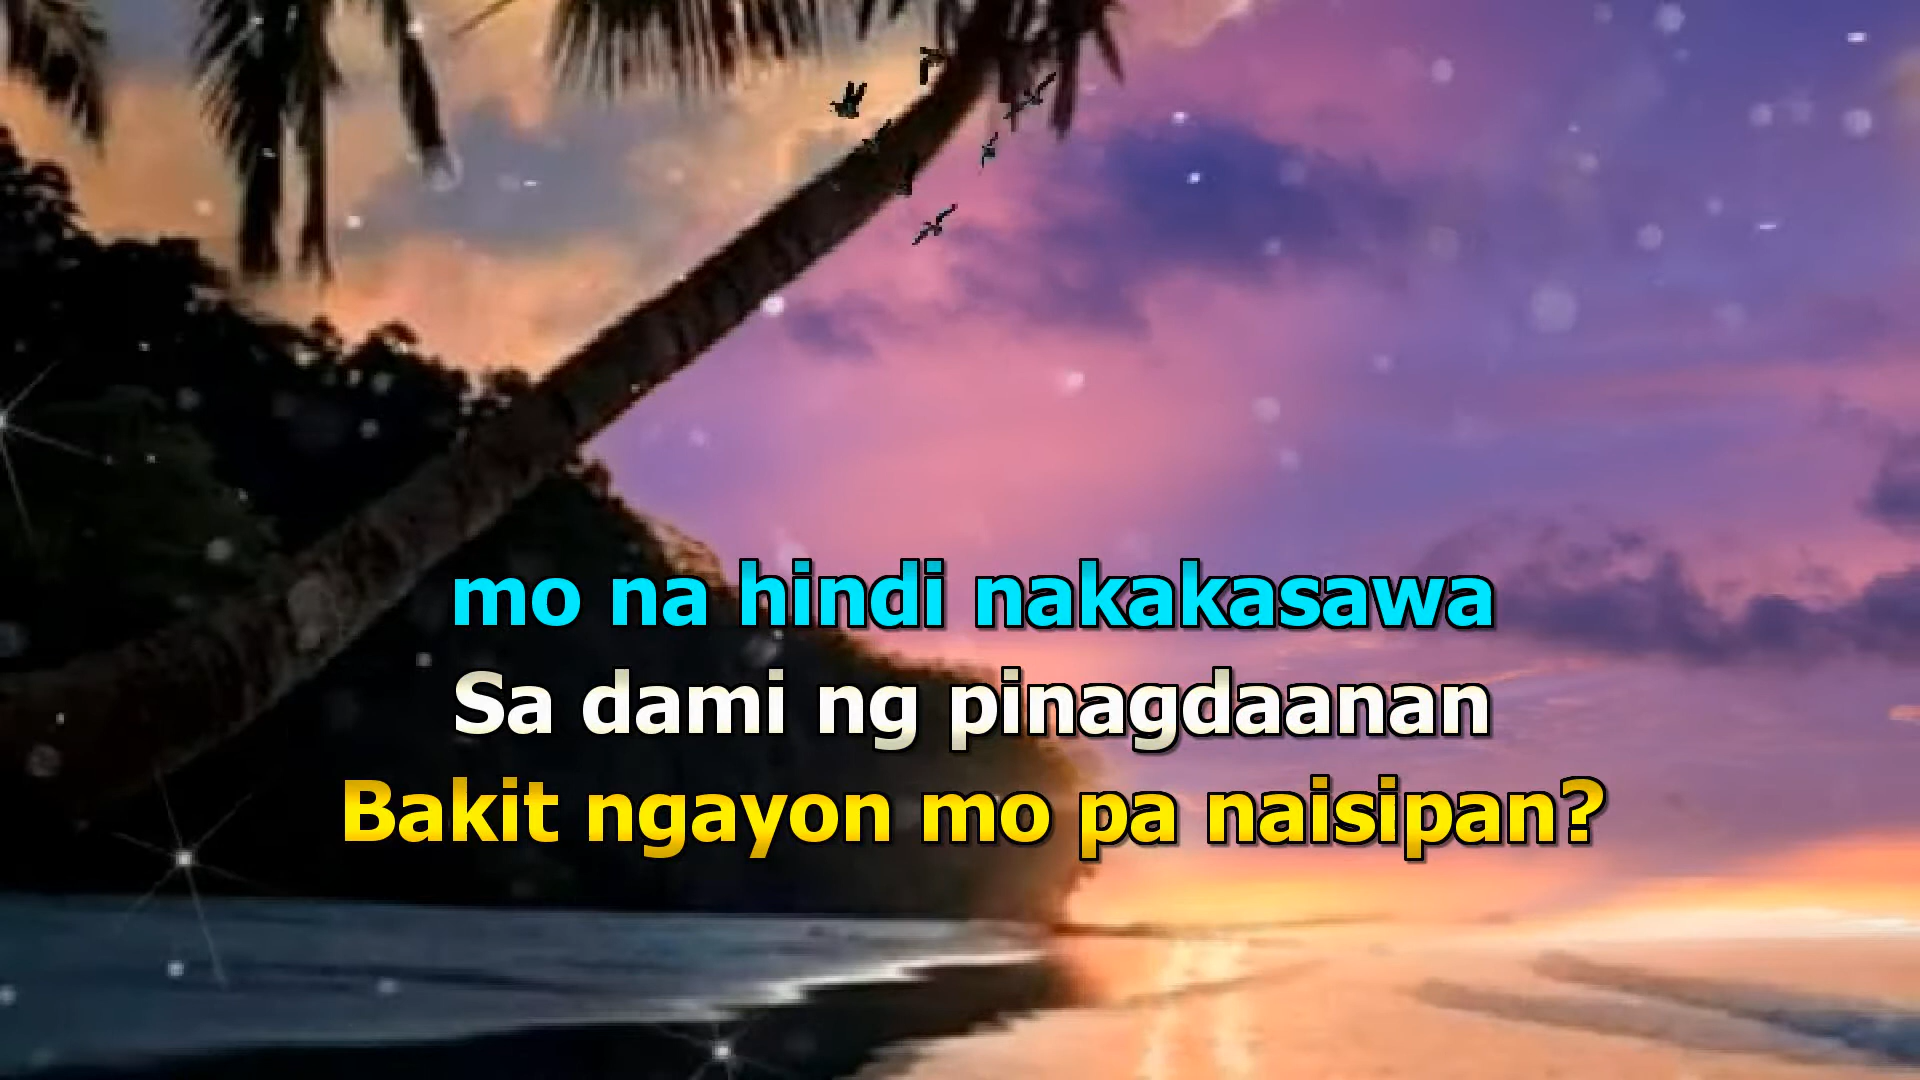 mo na hindi nakakasawa
Sa dami ng pinagdaanan
Bakit ngayon mo pa naisipan?